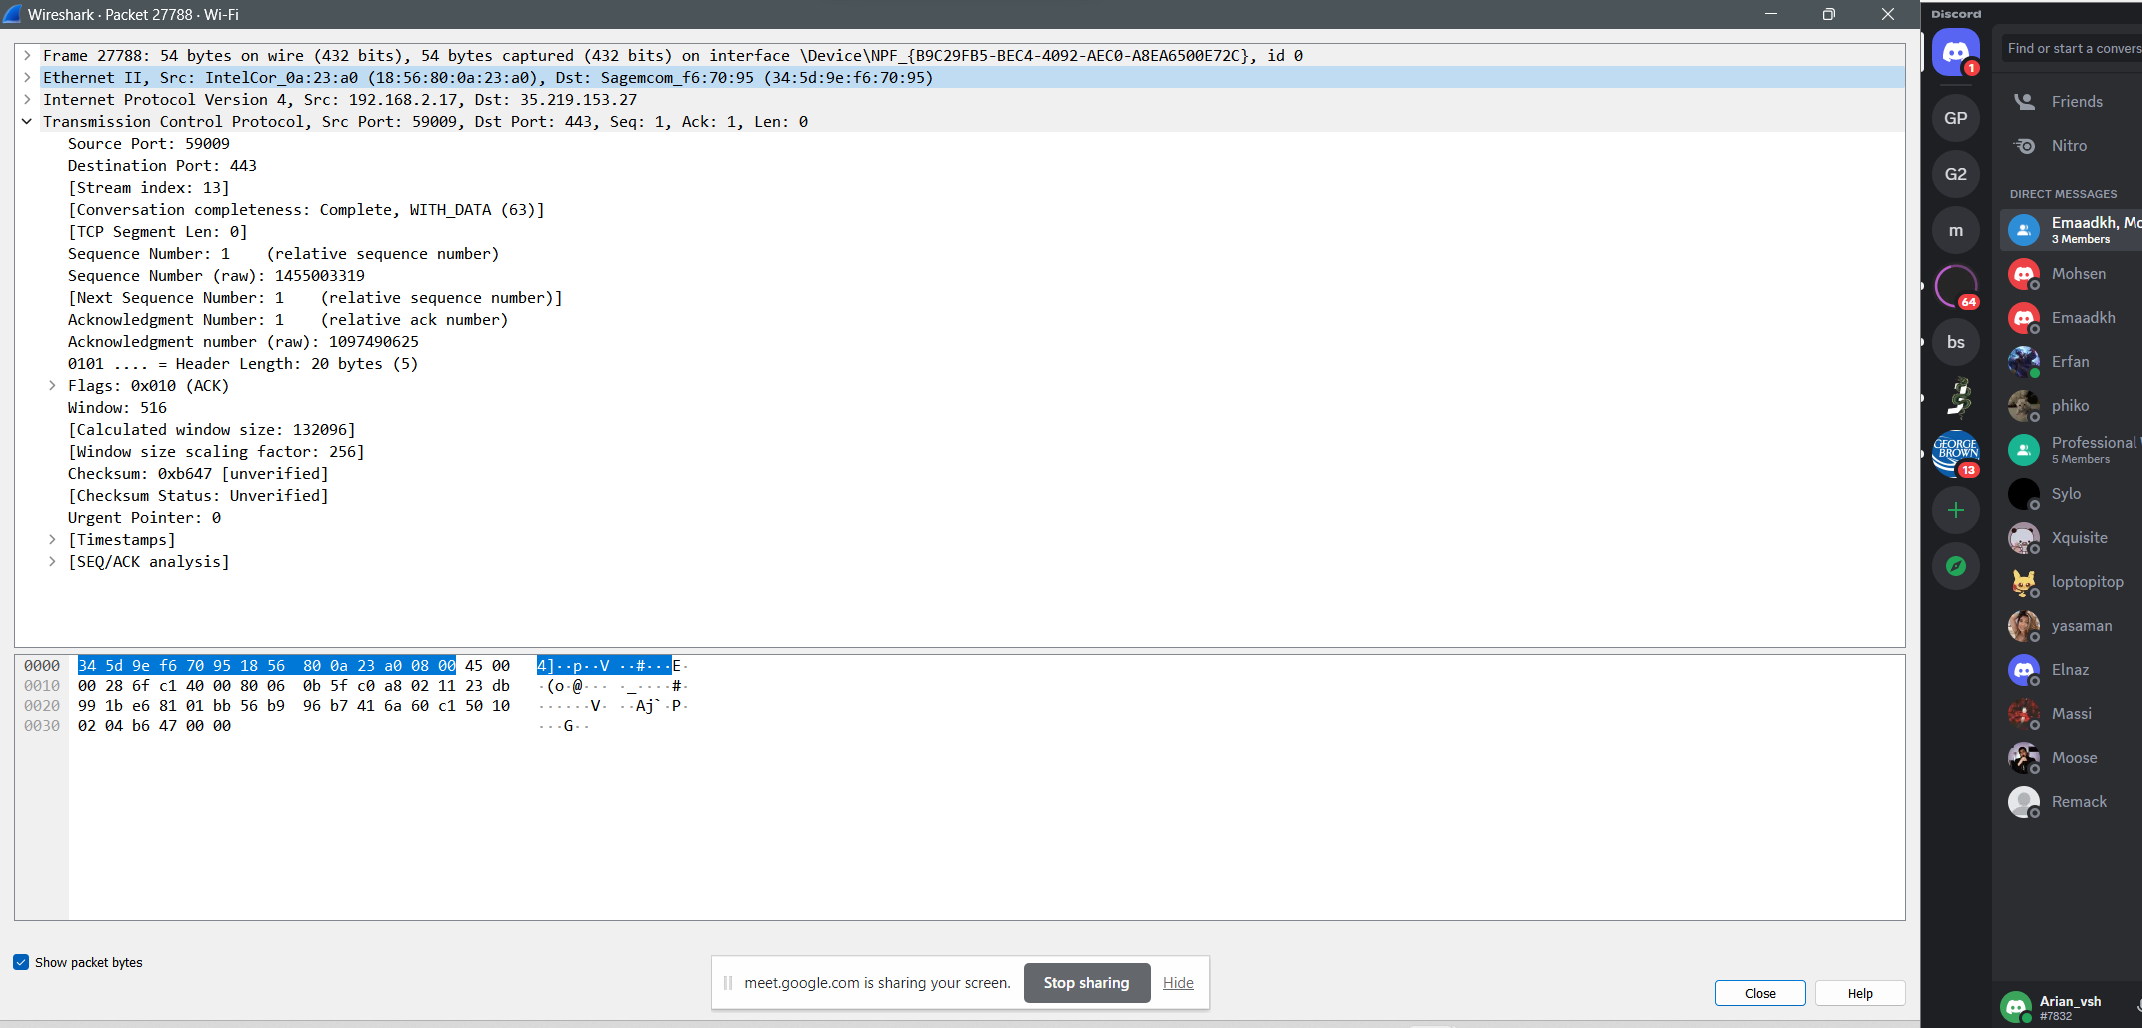 Wireshark · Packet 27788 · Wi-Fi
Frame 27788: 54 bytes on wire (432 bits), 54 bytes captured (432 bits) on interface \Device\NPF_{B9C29FB5-BEC4-4092-AEC0-A8EA6500E72C}, id 0
Ethernet II, Src: IntelCor_0a:23:a0 (18:56:80:0a:23:a0), Dst: Sagemcom_f6:70:95 (34:5d:9e:f6:70:95)
Internet Protocol Version 4, Src: 192.168.2.17, Dst: 35.219.153.27
Transmission Control Protocol, Src Port: 59009, Dst Port: 443, Seq: 1, Ack: 1, Len: 0
Source Port: 59009
Destination Port: 443
[Stream index: 13]
[Conversation completeness: Complete, WITH_DATA (63)]
[TCP Segment Len: 0]
Sequence Number: 1    (relative sequence number)
Sequence Number (raw): 1455003319
[Next Sequence Number: 1    (relative sequence number)]
Acknowledgment Number: 1    (relative ack number)
Acknowledgment number (raw): 1097490625
0101 .... = Header Length: 20 bytes (5)
Flags: 0x010 (ACK)
Window: 516
[Calculated window size: 132096]
[Window size scaling factor: 256]
Checksum: 0xb647 [unverified]
[Checksum Status: Unverified]
Urgent Pointer: 0
[Timestamps]
[SEQ/ACK analysis]
0000 34 5d 9e f6 70 95 18 56 80 0a 23 a0 08 00 45 00 4]··p··V ··#···E·
0010 00 28 6f c1 40 00 80 06 0b 5f c0 a8 02 11 23 db ·(o·@··· ·_····#·
0020 99 1b e6 81 01 bb 56 b9 96 b7 41 6a 60 c1 50 10 ······V· ··Aj`·P·
0030 02 04 b6 47 00 00 ···G··
Show packet bytes
meet.google.com is sharing your screen.
Stop sharing
Hide
Close
Help
Discord
1
GP
G2
m
64
bs
GEORGE
BROWN
13
Find or start a convers
Friends
Nitro
DIRECT MESSAGES
Emaadkh, Mo
3 Members
Mohsen
Emaadkh
Erfan
phiko
Professional
5 Members
Sylo
Xquisite
loptopitop
yasaman
Elnaz
Massi
Moose
Remack
Arian_vsh
#7832